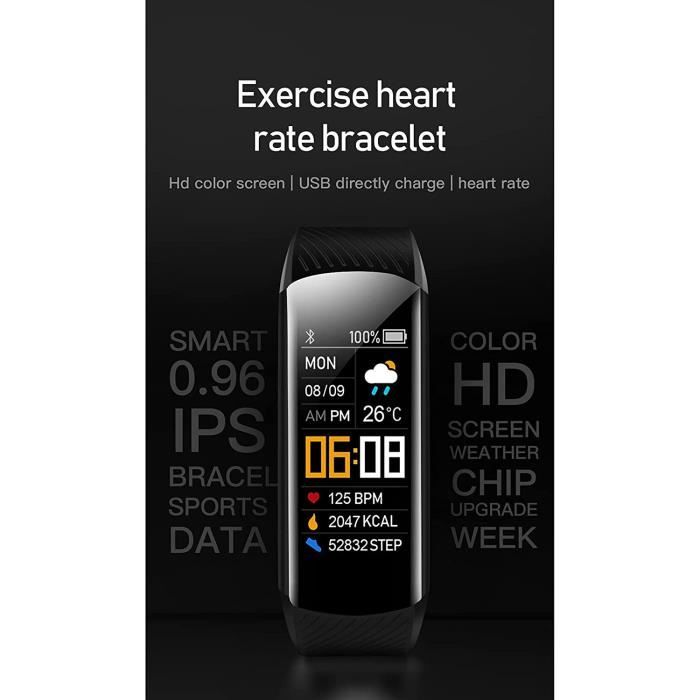 Exercise heart
rate bracelet
Hd color screen | USB directly charge | heart rate
SMART
0.96
IPS
BRACEL
SPORTS
DATA
100%
MON
08/09
AM PM
26°C
06:08
125 BPM
2047 KCAL
52832 STEP
COLOR
HD
SCREEN
WEATHER
CHIP
UPGRADE
WEEK